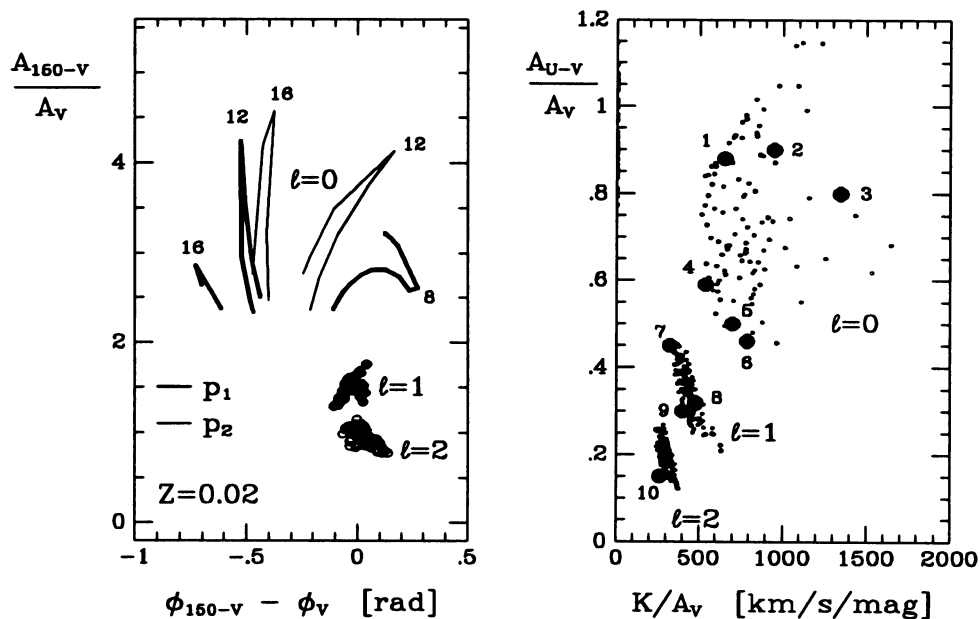 A₁₅₀₋ᵥ
Aᵥ
4
2
0
12
16
12
ℓ=0
16
8
p₁
p₂
ℓ=1
ℓ=2
Z=0.02
-1
-.5
0
.5
ϕ₁₅₀₋ᵥ - ϕᵥ [rad]
A_U-V
Aᵥ
1.2
1
.8
.6
.4
.2
0
1
2
3
4
5
6
ℓ=0
7
8
9
ℓ=1
10
ℓ=2
0
500
1000
1500
2000
K/Aᵥ [km/s/mag]